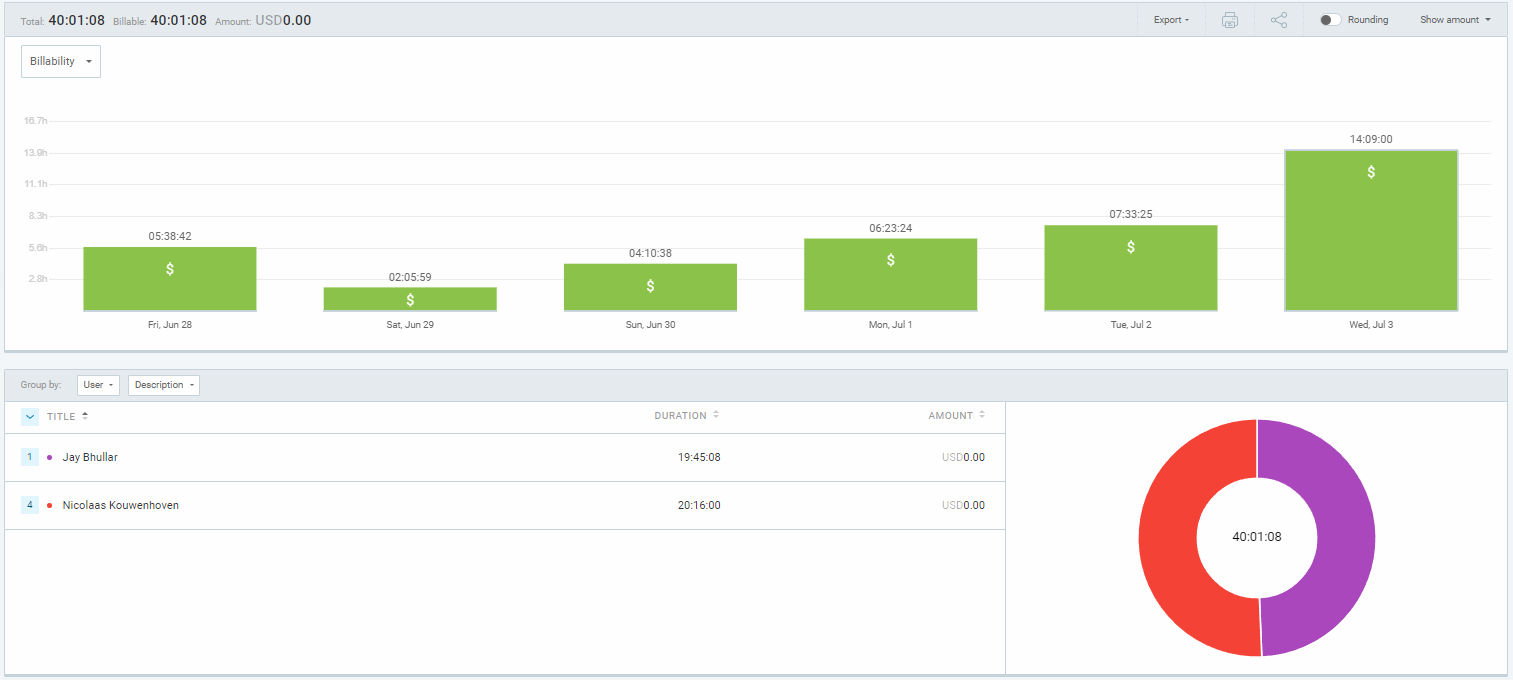 Total: 40:01:08 Billable: 40:01:08 Amount: USD0.00 Export Rounding Show amount
Billability
16.7h
13.9h
11.1h
8.3h
5.6h
2.8h
05:38:42 02:05:59 04:10:38 06:23:24 07:33:25 14:09:00
$ $ $ $ $ $
Fri, Jun 28 Sat, Jun 29 Sun, Jun 30 Mon, Jul 1 Tue, Jul 2 Wed, Jul 3
Group by: User Description
TITLE DURATION AMOUNT
1 Jay Bhullar 19:45:08 USD0.00
4 Nicolaas Kouwenhoven 20:16:00 USD0.00
40:01:08